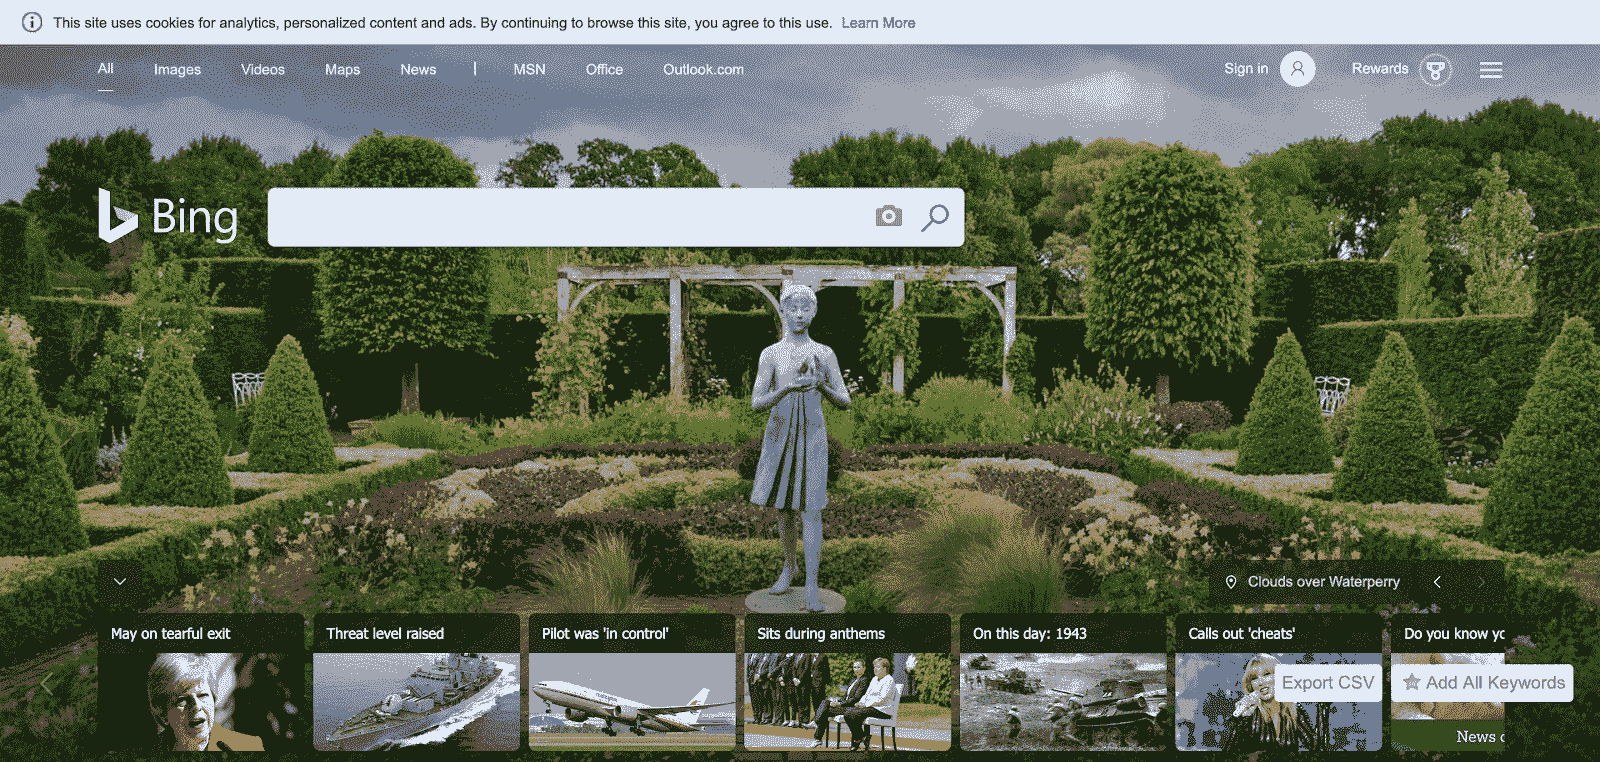 This site uses cookies for analytics, personalized content and ads. By continuing to browse this site, you agree to this use. Learn More
All Images Videos Maps News | MSN Office Outlook.com Sign in Rewards
Bing
Clouds over Waterperry
May on tearful exit
Threat level raised
Pilot was 'in control'
Sits during anthems
On this day: 1943
Calls out 'cheats'
Do you know
Export CSV
Add All Keywords
News